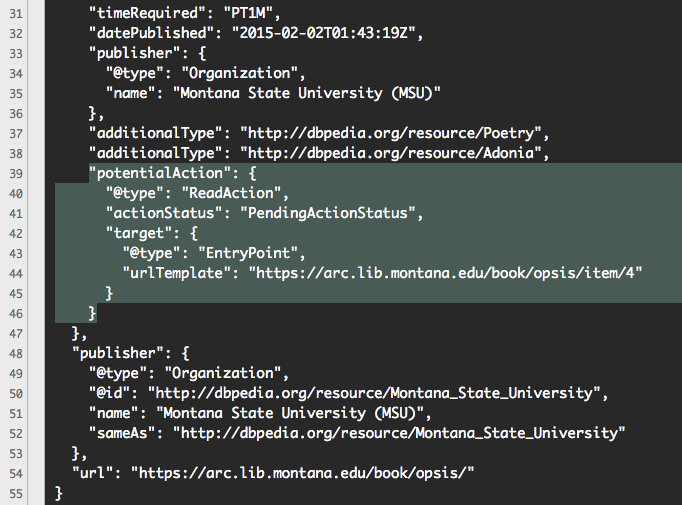 31 "timeRequired": "PT1M",
32 "datePublished": "2015-02-02T01:43:19Z",
33 "publisher": {
34 "@type": "Organization",
35 "name": "Montana State University (MSU)"
36 },
37 "additionalType": "http://dbpedia.org/resource/Poetry",
38 "additionalType": "http://dbpedia.org/resource/Adonia",
39 "potentialAction": {
40 "@type": "ReadAction",
41 "actionStatus": "PendingActionStatus",
42 "target": {
43 "@type": "EntryPoint",
44 "urlTemplate": "https://arc.lib.montana.edu/book/opsis/item/4"
45 }
46 }
47 },
48 "publisher": {
49 "@type": "Organization",
50 "@id": "http://dbpedia.org/resource/Montana_State_University",
51 "name": "Montana State University (MSU)",
52 "sameAs": "http://dbpedia.org/resource/Montana_State_University"
53 },
54 "url": "https://arc.lib.montana.edu/book/opsis/"
55 }